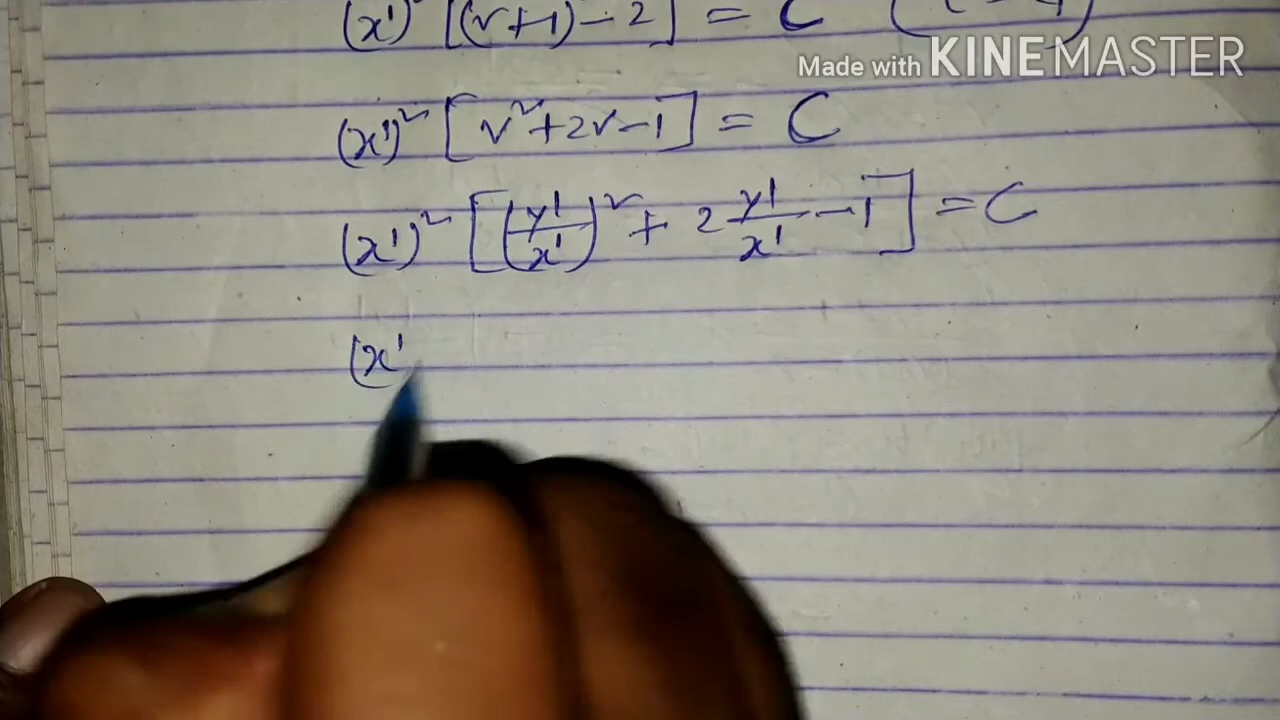 (x')² [(v+1)² - 2] = C
Made with KINEMASTER
(x')² [v² + 2v - 1] = C
(x')² [(y'/x')² + 2 y'/x' - 1] = C
(x'